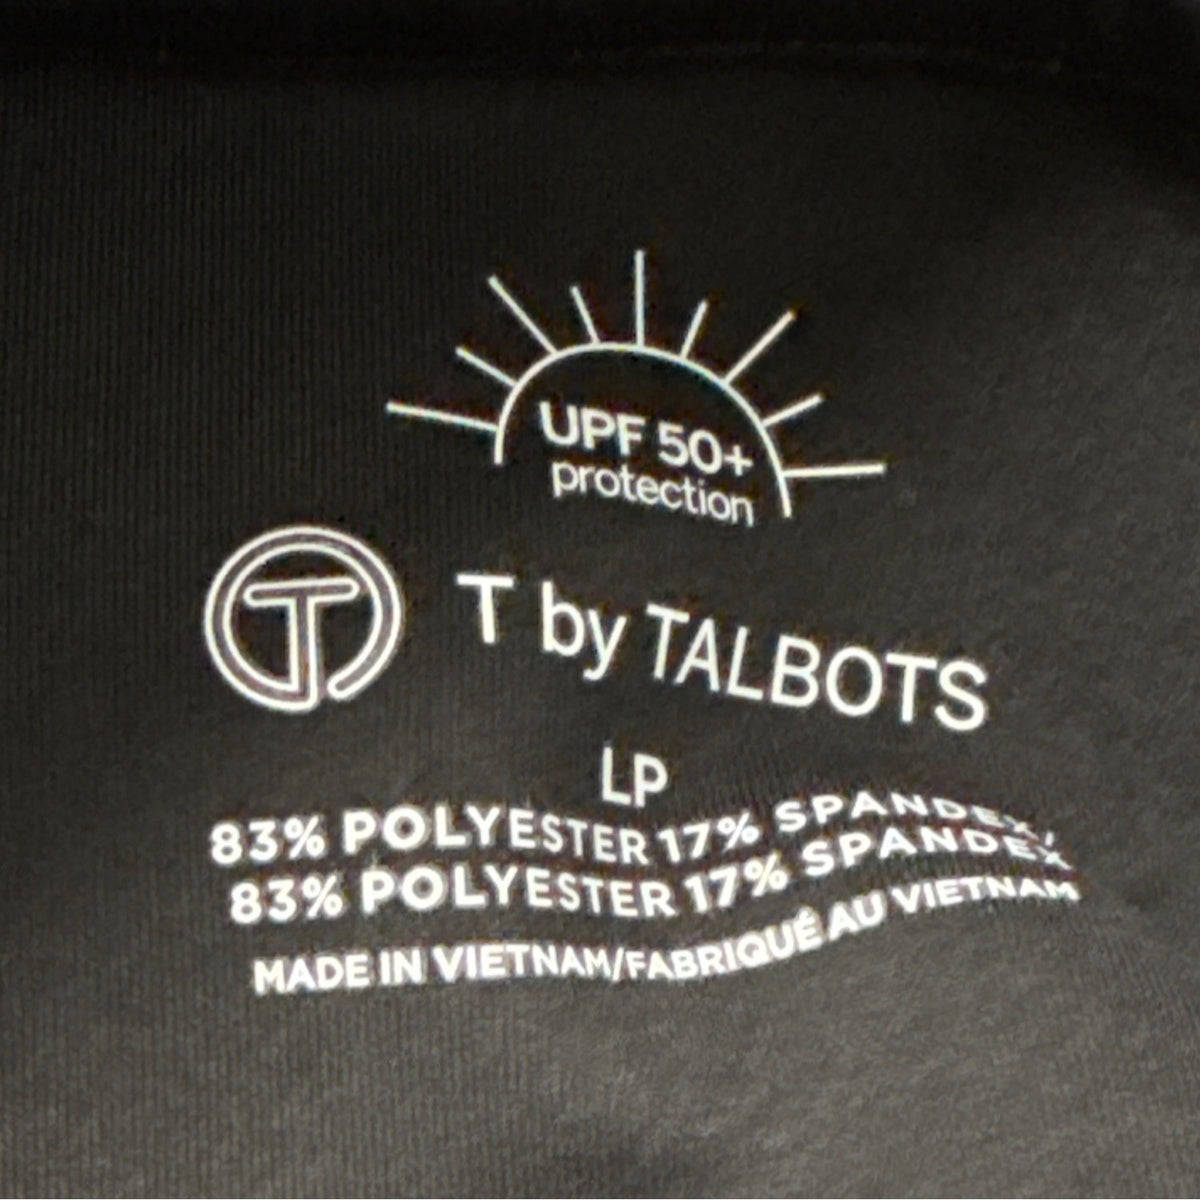 UPF 50+
protection
T by TALBOTS
LP
83% POLYESTER 17% SPANDEX/
83% POLYESTER 17% SPANDEX
MADE IN VIETNAM/FABRIQUÉ AU VIETNAM